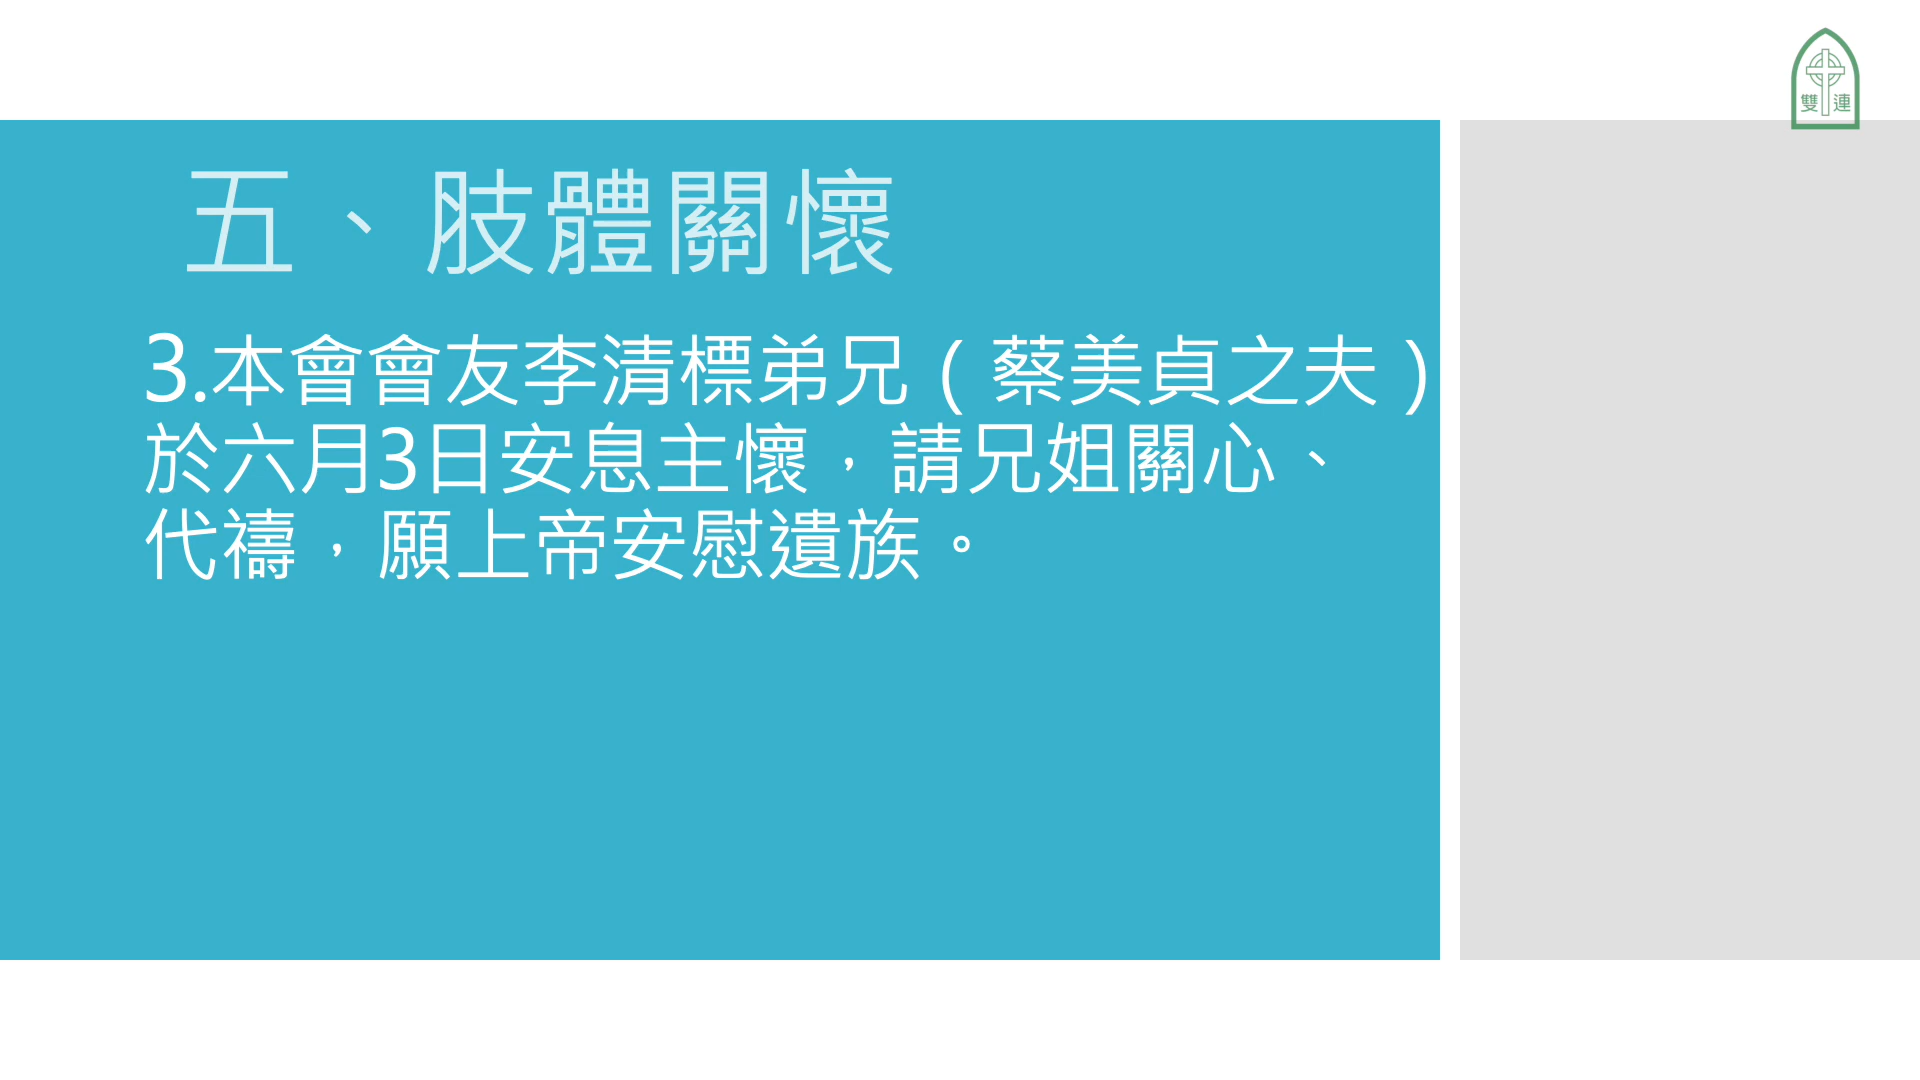 雙 連
五、肢體關懷
3.本會會友李清標弟兄(蔡美貞之夫)
於六月3日安息主懷,請兄姐關心、
代禱,願上帝安慰遺族。